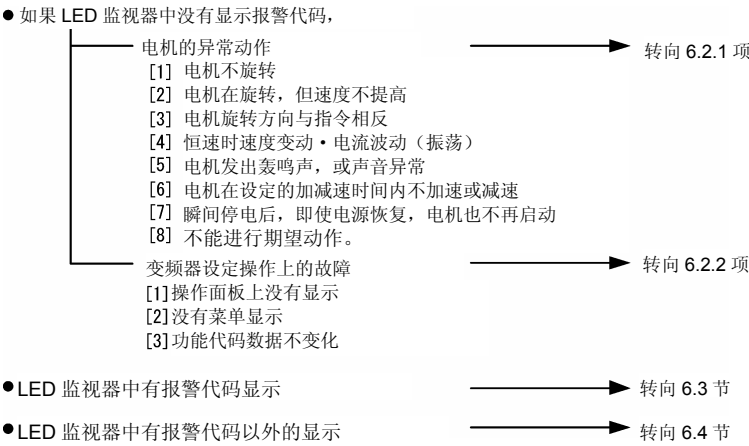 ● 如果 LED 监视器中没有显示报警代码，
电机的异常动作 转向 6.2.1 项
[1] 电机不旋转
[2] 电机在旋转，但速度不提高
[3] 电机旋转方向与指令相反
[4] 恒速时速度变动・电流波动（振荡）
[5] 电机发出轰鸣声，或声音异常
[6] 电机在设定的加减速时间内不加速或减速
[7] 瞬间停电后，即使电源恢复，电机也不再启动
[8] 不能进行期望动作。
变频器设定操作上的故障 转向 6.2.2 项
[1]操作面板上没有显示
[2]没有菜单显示
[3]功能代码数据不变化
●LED 监视器中有报警代码显示 转向 6.3 节
●LED 监视器中有报警代码以外的显示 转向 6.4 节